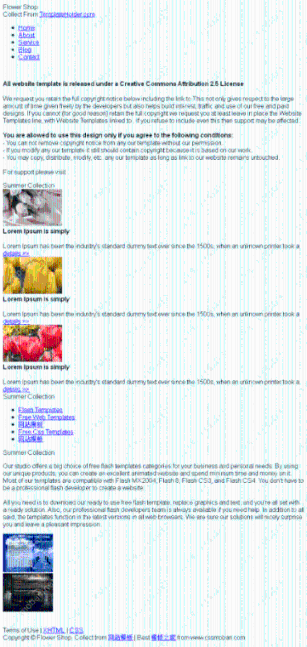 Flower Shop
Collect From TemplateHolder.com
Home
About
Service
Blog
Contact
All website template is released under a Creative Commons Attribution 2.5 License
We request you retain the full copyright notice below including the link to This not only gives respect to the large
amount of time given freely by the developers but also helps build interest, traffic and use of our free and paid
designs. If you cannot (for good reason) retain the full copyright we request you at least leave in place the Website
Templates line, with Website Templates linked to . If you refuse to include even this then support may be affected.
You are allowed to use this design only if you agree to the following conditions:
- You can not remove copyright notice from any our template without our permission.
- If you modify any our template it still should contain copyright because it is based on our work.
- You may copy, distribute, modify, etc. any our template as long as link to our website remains untouched.
For support please visit
Summer Collection
Lorem Ipsum is simply
Lorem Ipsum has been the industry's standard dummy text ever since the 1500s, when an unknown printer took a
details >>
Lorem Ipsum is simply
Lorem Ipsum has been the industry's standard dummy text ever since the 1500s, when an unknown printer took a
details >>
Lorem Ipsum is simply
Lorem Ipsum has been the industry's standard dummy text ever since the 1500s, when an unknown printer took a
details >>
Summer Collection
Flash Templates
Free Web Templates
网站模板
Free Css Templates
网站模板
Summer Collection
Our studio offers a big choice of free flash templates categories for your business and personal needs. By using
our unique products, you can create an excellent animated website and spend minimum time and money on it.
Most of our templates are compatible with Flash MX2004, Flash 8, Flash CS3, and Flash CS4. You don't have to
be a professional flash developer to create a website.
All you need is to download our ready to use free flash template, replace graphics and text, and you're all set with
a ready solution. Also, our professional flash developers team is always available if you need help. In addition to all
said, the templates function in the latest versions in all web browsers. We are sure our solutions will nicely surprise
you and leave a pleasant impression.
Terms of Use | XHTML | CSS
Copyright © Flower Shop. Collect from 网站模板 | Best from www.cssmoban.com